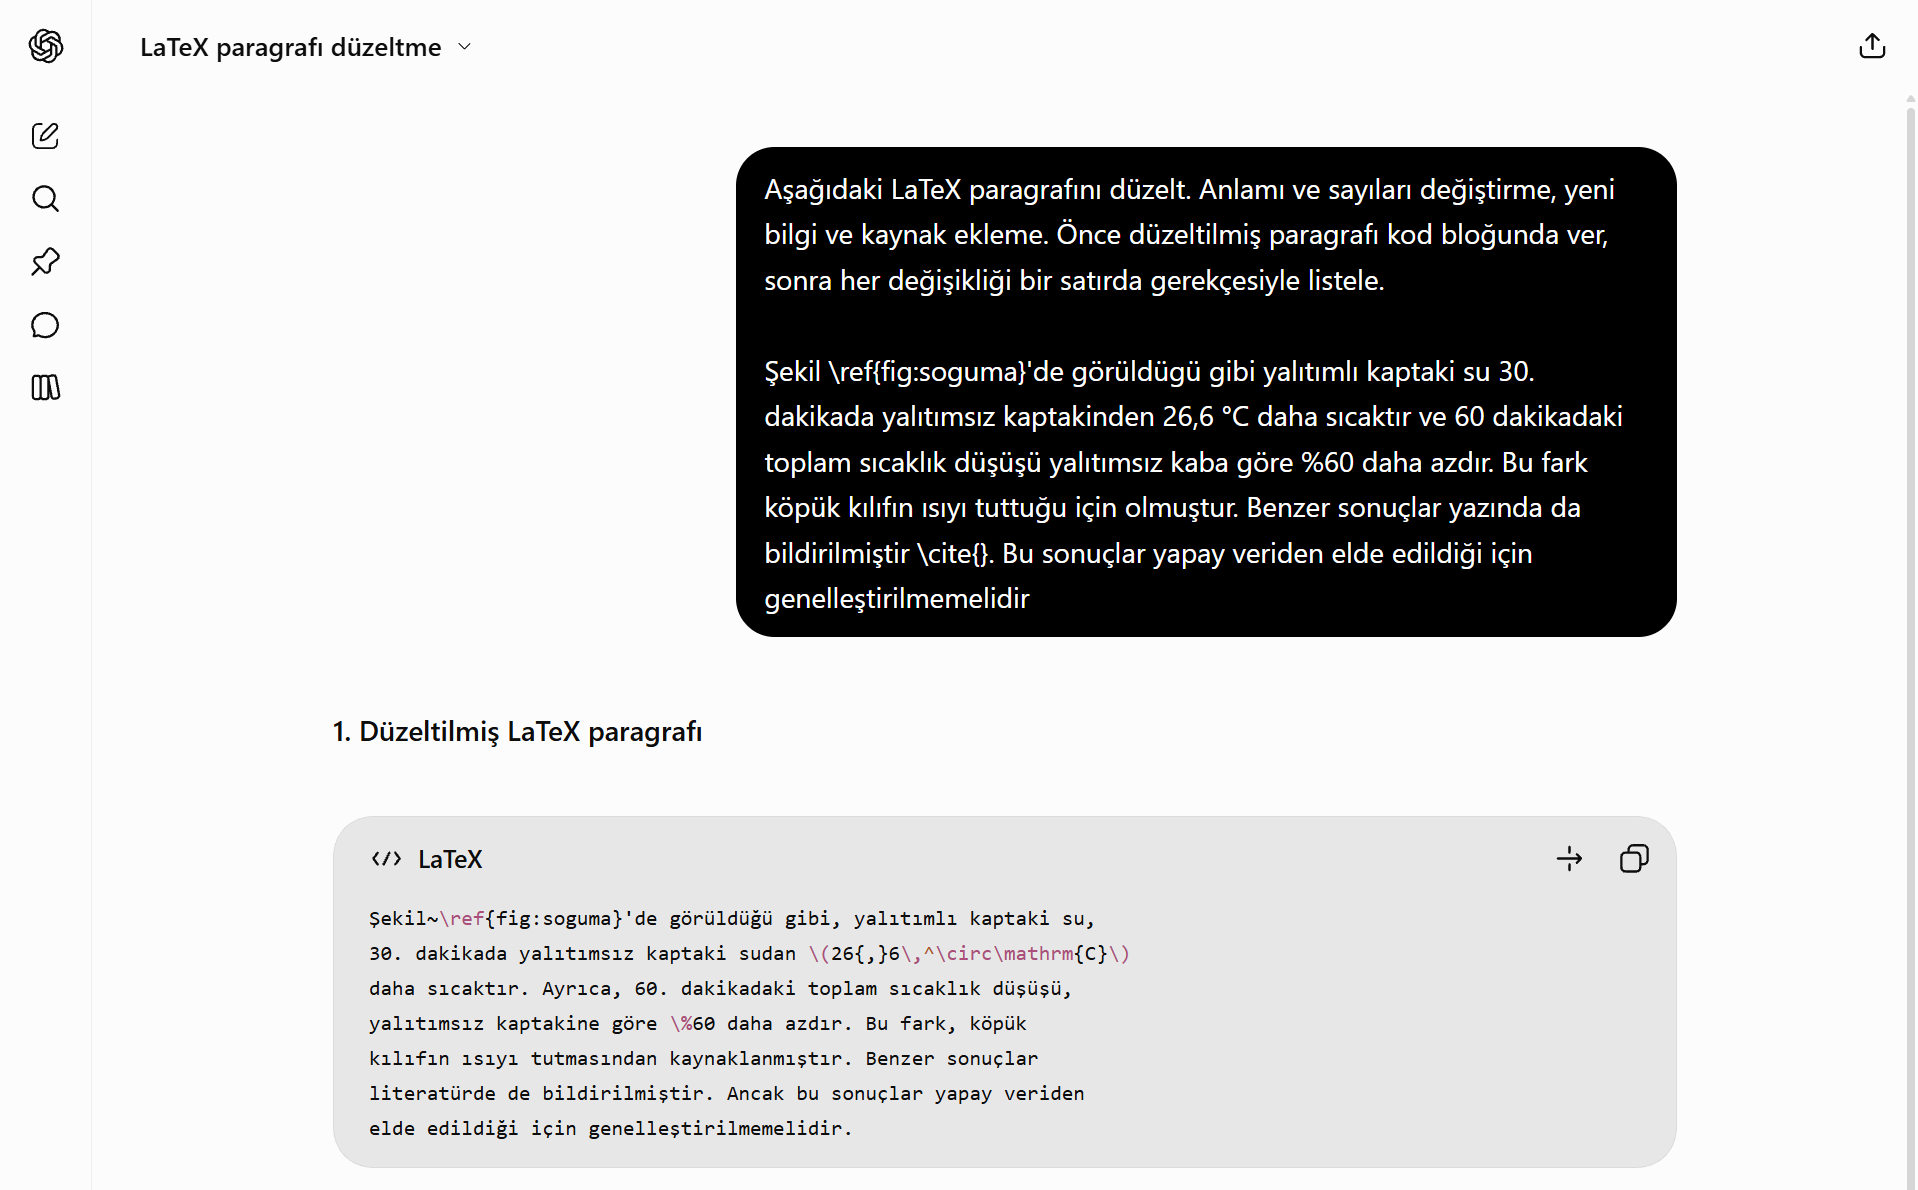 LaTeX paragrafı düzeltme
Aşağıdaki LaTeX paragrafını düzelt. Anlamı ve sayıları değiştirme, yeni
bilgi ve kaynak ekleme. Önce düzeltilmiş paragrafı kod bloğunda ver,
sonra her değişikliği bir satırda gerekçesiyle listele.
Şekil \ref{fig:soguma}'de görüldügü gibi yalıtımlı kaptaki su 30.
dakikada yalıtımsız kaptakinden 26,6 °C daha sıcaktır ve 60 dakikadaki
toplam sıcaklık düşüşü yalıtımsız kaba göre %60 daha azdır. Bu fark
köpük kılıfın ısıyı tuttuğu için olmuştur. Benzer sonuçlar yazında da
bildirilmiştir \cite{}. Bu sonuçlar yapay veriden elde edildiği için
genelleştirilmemelidir
1. Düzeltilmiş LaTeX paragrafı
</> LaTeX
Şekil~\ref{fig:soguma}'de görüldüğü gibi, yalıtımlı kaptaki su,
30. dakikada yalıtımsız kaptaki sudan \(26{,}6\,^\circ\mathrm{C}\)
daha sıcaktır. Ayrıca, 60. dakikadaki toplam sıcaklık düşüşü,
yalıtımsız kaptakine göre \%60 daha azdır. Bu fark, köpük
kılıfın ısıyı tutmasından kaynaklanmıştır. Benzer sonuçlar
literatürde de bildirilmiştir. Ancak bu sonuçlar yapay veriden
elde edildiği için genelleştirilmemelidir.